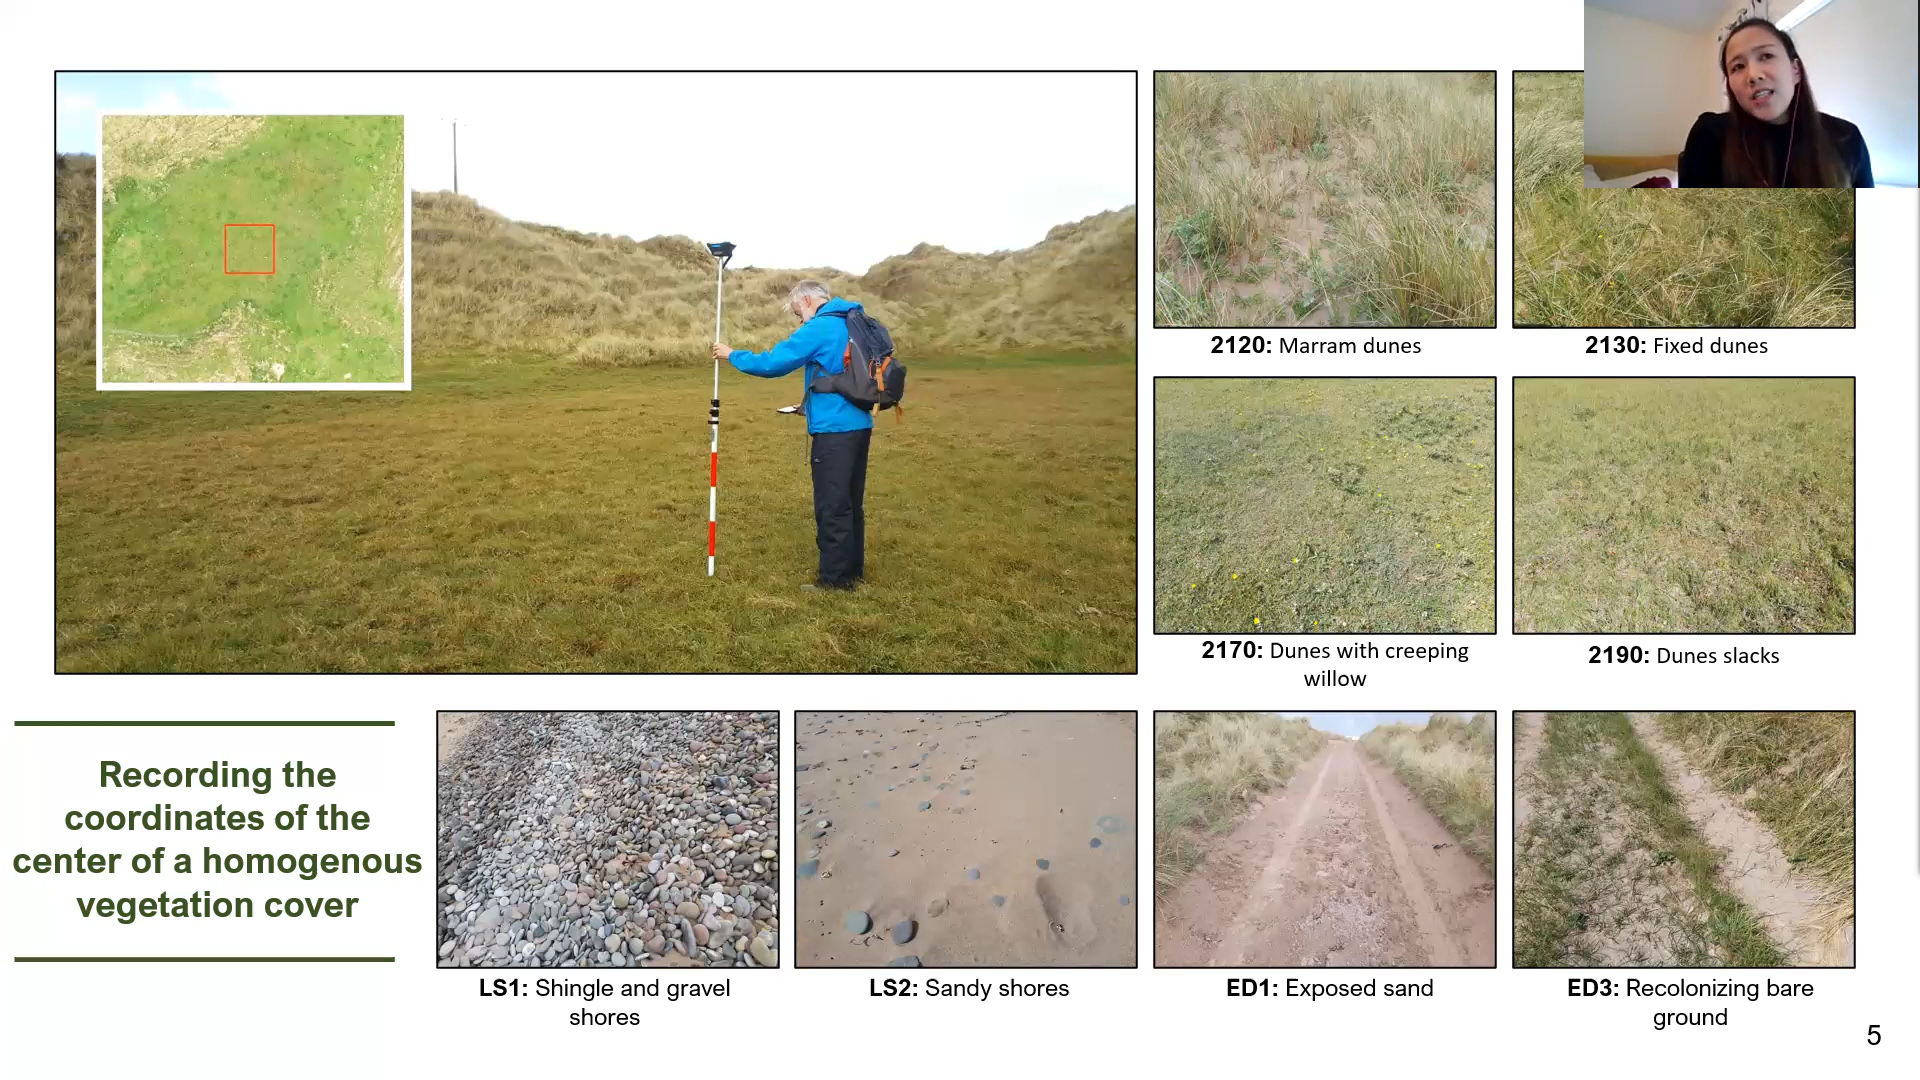 2120: Marram dunes
2130: Fixed dunes
2170: Dunes with creeping
willow
2190: Dunes slacks
Recording the
coordinates of the
center of a homogenous
vegetation cover
LS1: Shingle and gravel
shores
LS2: Sandy shores
ED1: Exposed sand
ED3: Recolonizing bare
ground
5